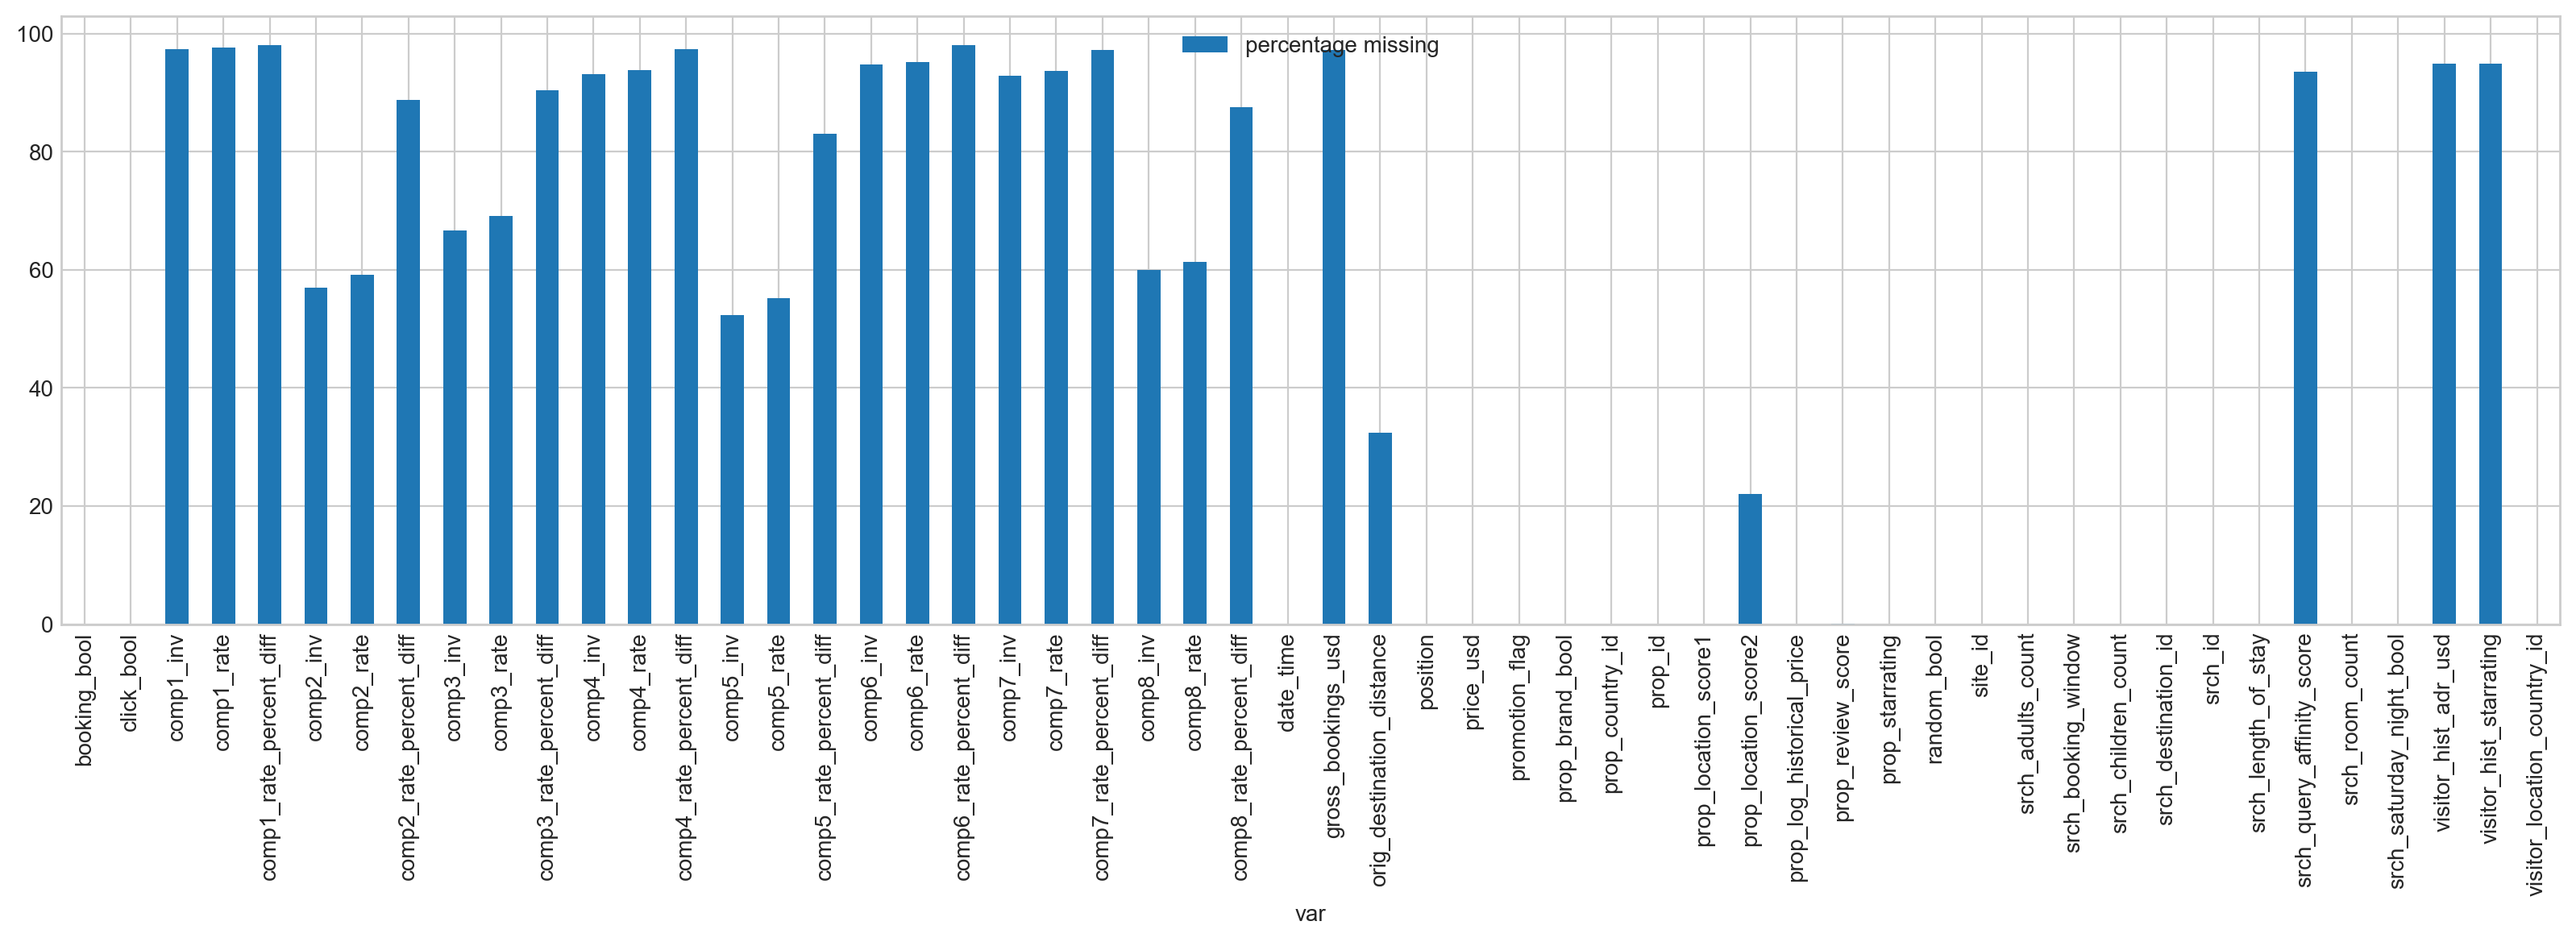 100
80
60
40
20
0
percentage missing
booking_bool
click_bool
comp1_inv
comp1_rate
comp1_rate_percent_diff
comp2_inv
comp2_rate
comp2_rate_percent_diff
comp3_inv
comp3_rate
comp3_rate_percent_diff
comp4_inv
comp4_rate
comp4_rate_percent_diff
comp5_inv
comp5_rate
comp5_rate_percent_diff
comp6_inv
comp6_rate
comp6_rate_percent_diff
comp7_inv
comp7_rate
comp7_rate_percent_diff
comp8_inv
comp8_rate
comp8_rate_percent_diff
date_time
gross_bookings_usd
orig_destination_distance
position
price_usd
promotion_flag
prop_brand_bool
prop_country_id
prop_id
prop_location_score1
prop_location_score2
prop_log_historical_price
prop_review_score
prop_starrating
random_bool
site_id
srch_adults_count
srch_booking_window
srch_children_count
srch_destination_id
srch_id
srch_length_of_stay
srch_query_affinity_score
srch_room_count
srch_saturday_night_bool
visitor_hist_adr_usd
visitor_hist_starrating
visitor_location_country_id
var